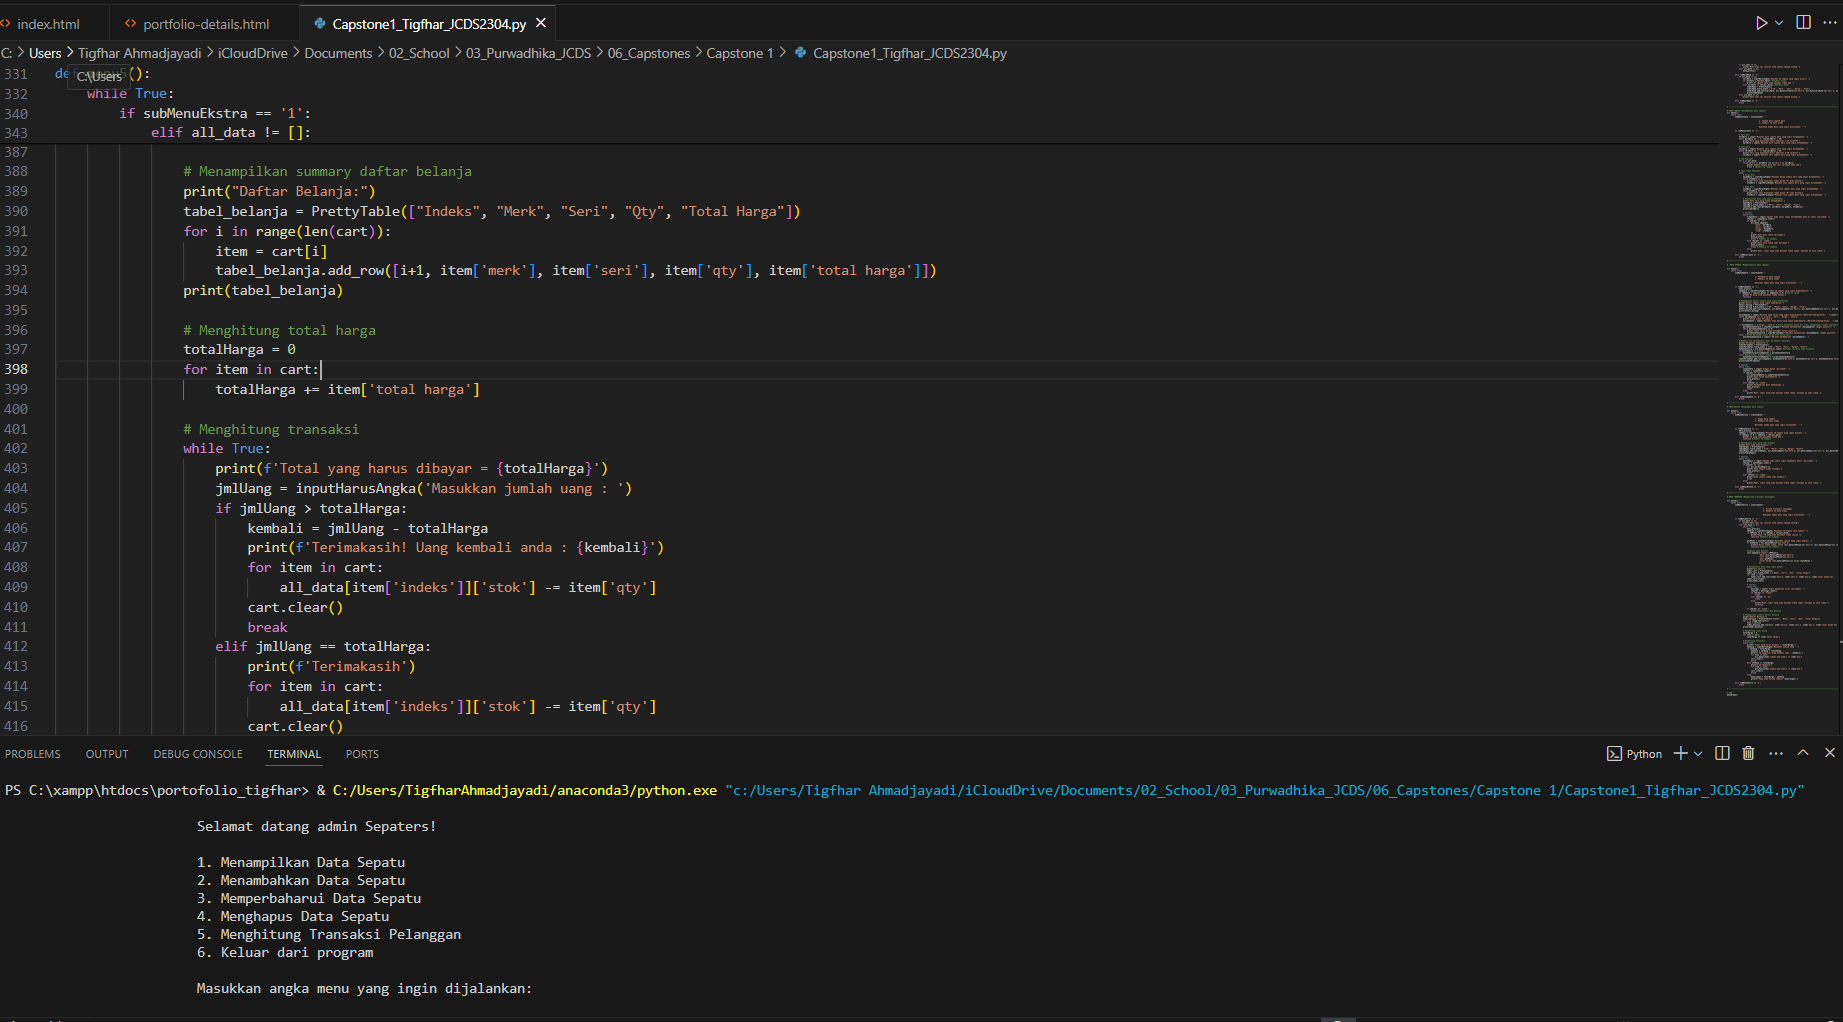 index.html
portfolio-details.html
Capstone1_Tigfhar_JCDS2304.py
C: > Users > Tigfhar Ahmadjayadi > iCloudDrive > Documents > 02_School > 03_Purwadhika_JCDS > 06_Capstones > Capstone 1 > Capstone1_Tigfhar_JCDS2304.py
C:\Users
331 ():
332 while True:
340 if subMenuEkstra == '1':
343 elif all_data != []:
387
388 # Menampilkan summary daftar belanja
389 print("Daftar Belanja:")
390 tabel_belanja = PrettyTable(["Indeks", "Merk", "Seri", "Qty", "Total Harga"])
391 for i in range(len(cart)):
392 item = cart[i]
393 tabel_belanja.add_row([i+1, item['merk'], item['seri'], item['qty'], item['total harga']])
394 print(tabel_belanja)
395
396 # Menghitung total harga
397 totalHarga = 0
398 for item in cart:
399 totalHarga += item['total harga']
400
401 # Menghitung transaksi
402 while True:
403 print(f'Total yang harus dibayar = {totalHarga}')
404 jmlUang = inputHarusAngka('Masukkan jumlah uang : ')
405 if jmlUang > totalHarga:
406 kembali = jmlUang - totalHarga
407 print(f'Terimakasih! Uang kembali anda : {kembali}')
408 for item in cart:
409 all_data[item['indeks']]['stok'] -= item['qty']
410 cart.clear()
411 break
412 elif jmlUang == totalHarga:
413 print(f'Terimakasih')
414 for item in cart:
415 all_data[item['indeks']]['stok'] -= item['qty']
416 cart.clear()
PROBLEMS OUTPUT DEBUG CONSOLE TERMINAL PORTS Python
PS C:\xampp\htdocs\portofolio_tigfhar> & C:/Users/TigfharAhmadjayadi/anaconda3/python.exe "c:/Users/Tigfhar Ahmadjayadi/iCloudDrive/Documents/02_School/03_Purwadhika_JCDS/06_Capstones/Capstone 1/Capstone1_Tigfhar_JCDS2304.py"
Selamat datang admin Sepaters!
1. Menampilkan Data Sepatu
2. Menambahkan Data Sepatu
3. Memperbaharui Data Sepatu
4. Menghapus Data Sepatu
5. Menghitung Transaksi Pelanggan
6. Keluar dari program
Masukkan angka menu yang ingin dijalankan: